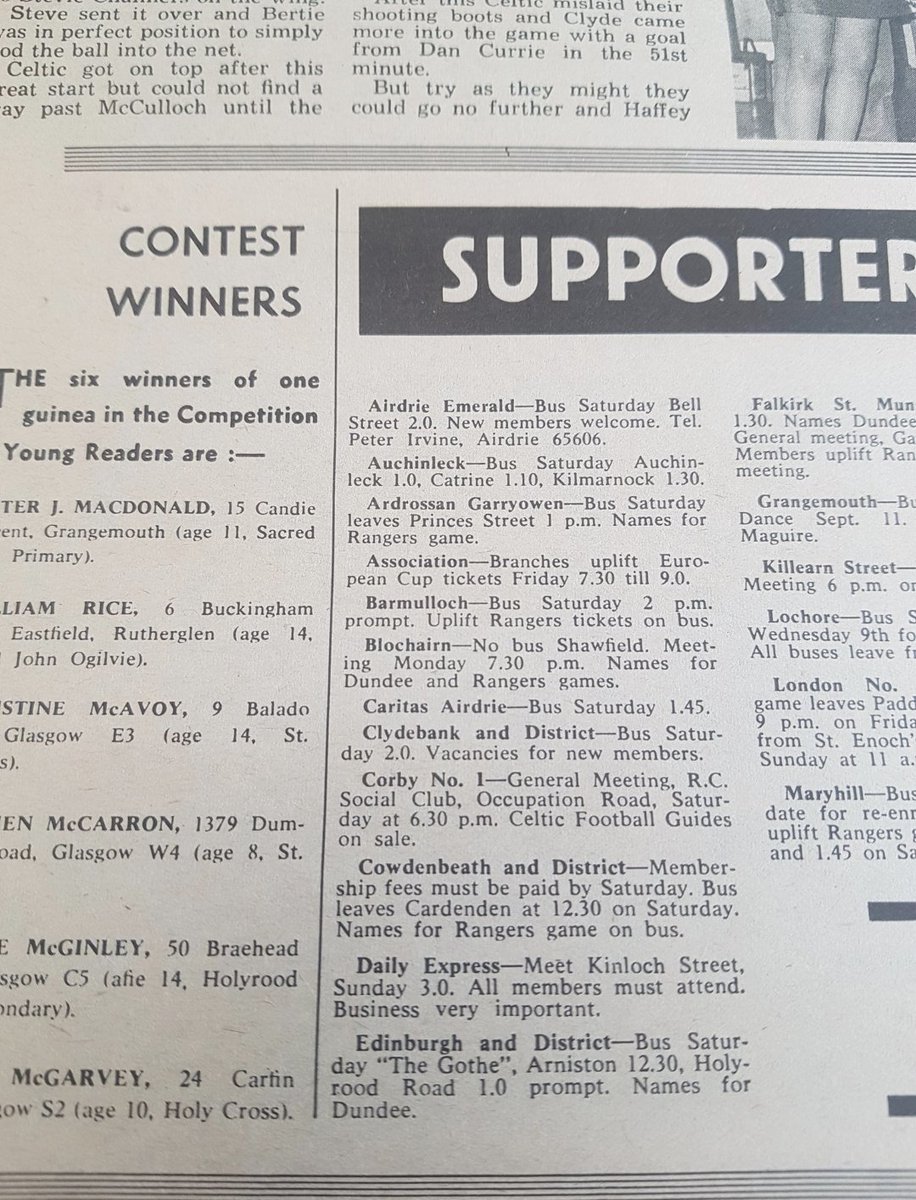 Steve sent it over and Bertie
in perfect position to simply
the ball into the net.
Celtic got on top after this
start but could not find a
past McCulloch until the
After this Celtic mislaid their
shooting boots and Clyde came
more into the game with a goal
from Dan Currie in the 51st
minute.
But try as they might they
could go no further and Haffey
CONTEST
WINNERS
THE six winners of one
guinea in the Competition
Young Readers are :—
TER J. MACDONALD, 15 Candie
ent, Grangemouth (age 11, Sacred
Primary).
LIAM RICE, 6 Buckingham
Eastfield, Rutherglen (age 14,
John Ogilvie).
STINE McAVOY, 9 Balado
Glasgow E3 (age 14, St.
s).
EN McCARRON, 1379 Dum-
oad, Glasgow W4 (age 8, St.
E McGINLEY, 50 Braehead
sgow C5 (afie 14, Holyrood
ondary).
McGARVEY, 24 Carfin
ow S2 (age 10, Holy Cross).
SUPPORTER
Airdrie Emerald—Bus Saturday Bell
Street 2.0. New members welcome. Tel.
Peter Irvine, Airdrie 65606.
Auchinleck—Bus Saturday Auchin-
leck 1.0, Catrine 1.10, Kilmarnock 1.30.
Ardrossan Garryowen—Bus Saturday
leaves Princes Street 1 p.m. Names for
Rangers game.
Association—Branches uplift Euro-
pean Cup tickets Friday 7.30 till 9.0.
Barmulloch—Bus Saturday 2 p.m.
prompt. Uplift Rangers tickets on bus.
Blochairn—No bus Shawfield. Meet-
ing Monday 7.30 p.m. Names for
Dundee and Rangers games.
Caritas Airdrie—Bus Saturday 1.45.
Clydebank and District—Bus Satur-
day 2.0. Vacancies for new members.
Corby No. 1—General Meeting, R.C.
Social Club, Occupation Road, Satur-
day at 6.30 p.m. Celtic Football Guides
on sale.
Cowdenbeath and District—Member-
ship fees must be paid by Saturday. Bus
leaves Cardenden at 12.30 on Saturday.
Names for Rangers game on bus.
Daily Express—Meet Kinloch Street,
Sunday 3.0. All members must attend.
Business very important.
Edinburgh and District—Bus Satur-
day "The Gothe", Arniston 12.30, Holy-
rood Road 1.0 prompt. Names for
Dundee.
Falkirk St. Mun
1.30. Names Dundee
General meeting, Ga
Members uplift Ran
meeting.
Grangemouth—Bu
Dance Sept. 11.
Maguire.
Killearn Street—
Meeting 6 p.m. or
Lochore—Bus S
Wednesday 9th fo
All buses leave fr
London No.
game leaves Padd
9 p.m. on Frida
from St. Enoch'
Sunday at 11 a.
Maryhill—Bus
date for re-enr
uplift Rangers g
and 1.45 on Sa